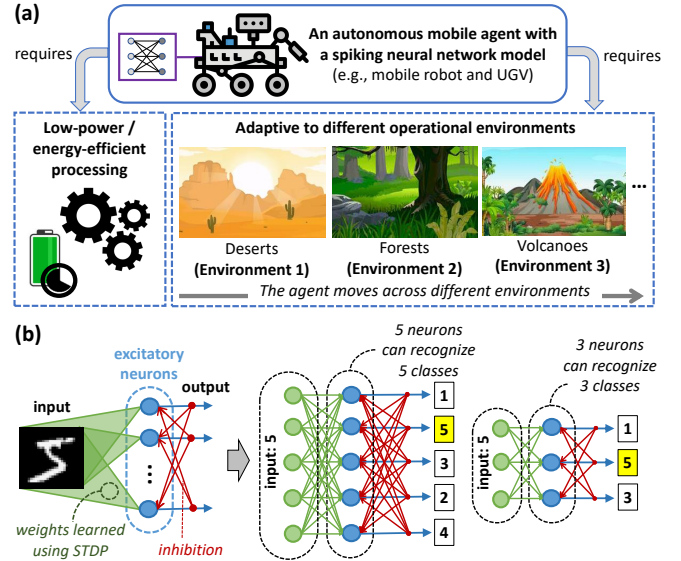 (a)
requires
An autonomous mobile agent with
a spiking neural network model
(e.g., mobile robot and UGV)
requires
Low-power /
energy-efficient
processing
Adaptive to different operational environments
Deserts
(Environment 1)
Forests
(Environment 2)
Volcanoes
(Environment 3)
...
The agent moves across different environments
(b)
input
excitatory
neurons
output
weights learned
using STDP
inhibition
5 neurons
can recognize
5 classes
input: 5
1
5
3
2
4
3 neurons
can recognize
3 classes
input: 5
1
5
3